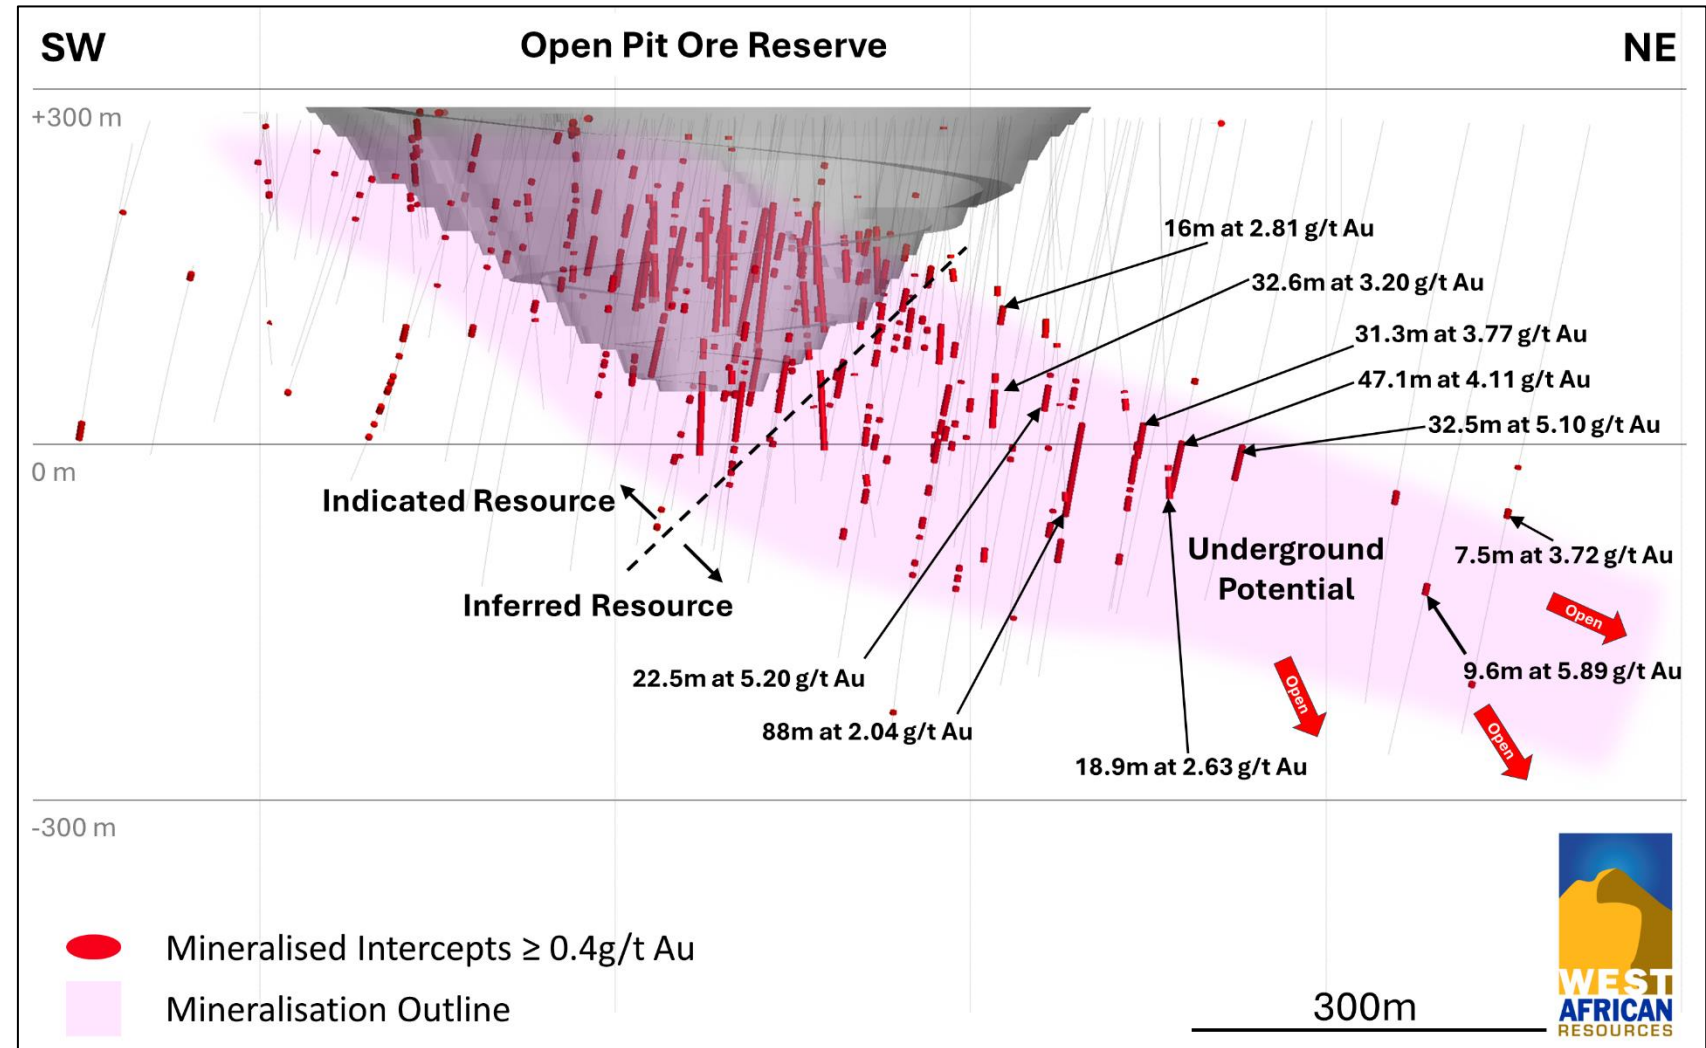 SW
Open Pit Ore Reserve
NE
+300 m
16m at 2.81 g/t Au
32.6m at 3.20 g/t Au
31.3m at 3.77 g/t Au
47.1m at 4.11 g/t Au
32.5m at 5.10 g/t Au
0 m
Indicated Resource
Underground
Potential
7.5m at 3.72 g/t Au
Inferred Resource
Open
22.5m at 5.20 g/t Au
9.6m at 5.89 g/t Au
Open
88m at 2.04 g/t Au
Open
18.9m at 2.63 g/t Au
-300 m
Mineralised Intercepts ≥ 0.4g/t Au
Mineralisation Outline
300m
WEST
AFRICAN
RESOURCES